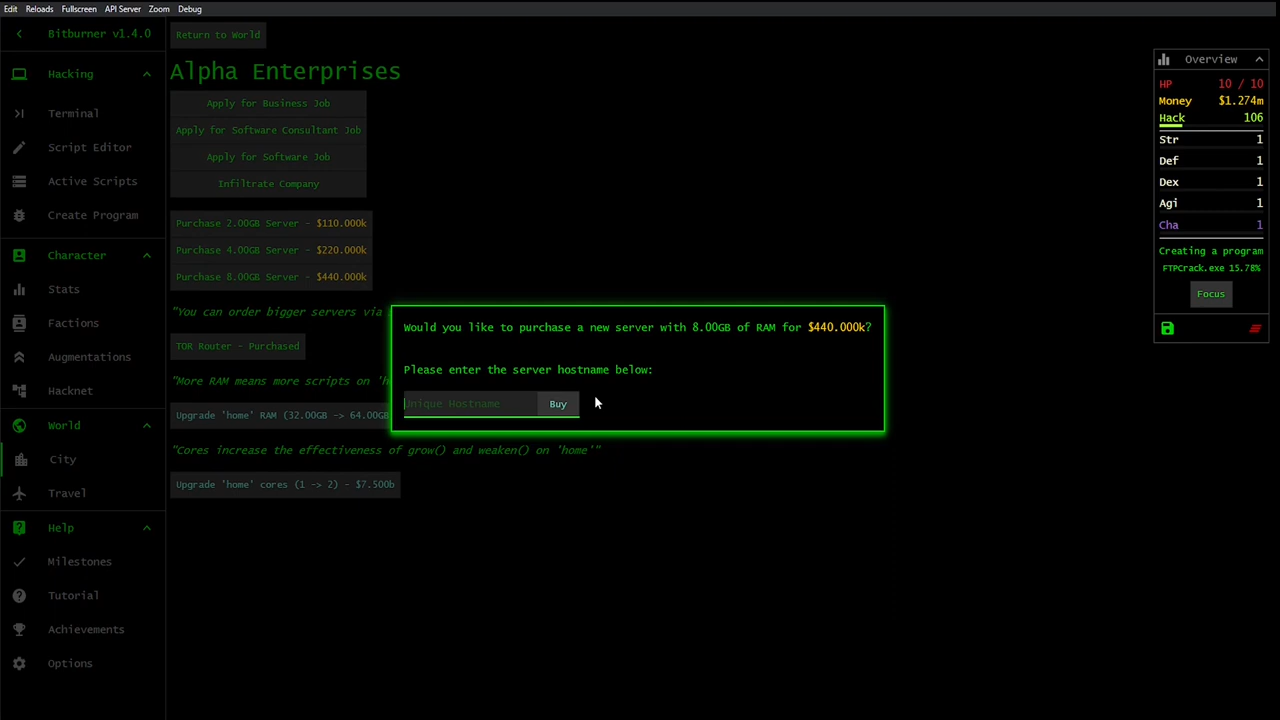 Edit Reloads Fullscreen API Server Zoom Debug
Bitburner v1.4.0
Hacking
Terminal
Script Editor
Active Scripts
Create Program
Character
Stats
Factions
Augmentations
Hacknet
World
City
Travel
Help
Milestones
Tutorial
Achievements
Options
Return to World
Alpha Enterprises
Apply for Business Job
Apply for Software Consultant Job
Apply for Software Job
Infiltrate Company
Purchase 2.00GB Server - $110.000k
Purchase 4.00GB Server - $220.000k
Purchase 8.00GB Server - $440.000k
"You can order bigger servers via
TOR Router - Purchased
"More RAM means more scripts on
Upgrade 'home' RAM (32.00GB -> 64.00GB
"Cores increase the effectiveness of grow() and weaken() on 'home'"
Upgrade 'home' cores (1 -> 2) - $7.500b
Would you like to purchase a new server with 8.00GB of RAM for $440.000k?
Please enter the server hostname below:
Unique Hostname
Buy
Overview
HP 10 / 10
Money $1.274m
Hack 106
Str 1
Def 1
Dex 1
Agi 1
Cha 1
Creating a program
FTPCrack.exe 15.78%
Focus